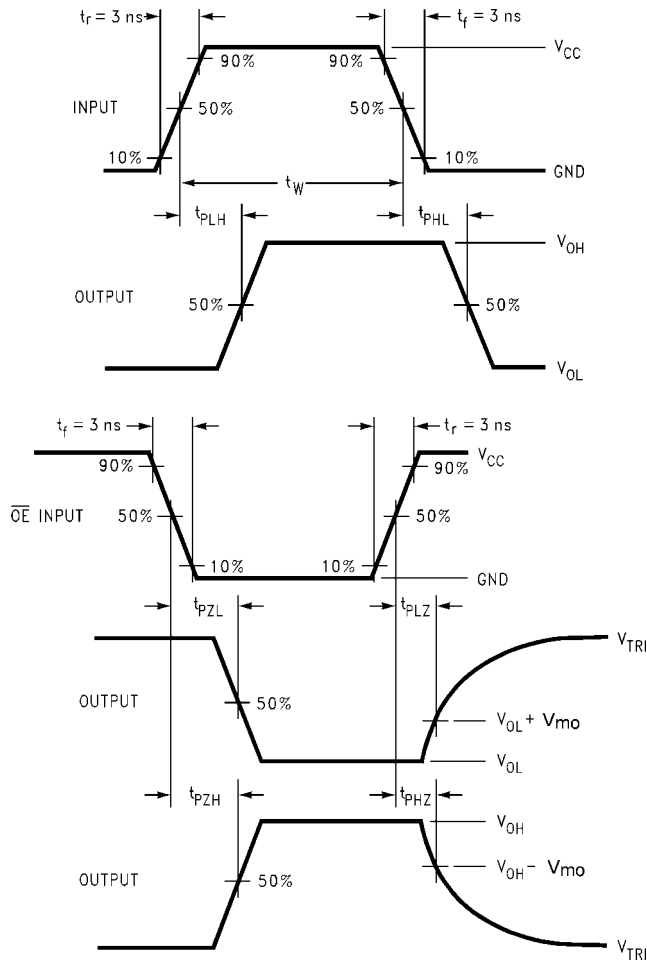 tr = 3 ns
tf = 3 ns
VCC
90%
90%
INPUT
50%
50%
10%
10%
GND
tW
tPLH
tPHL
VOH
OUTPUT
50%
50%
VOL
tf = 3 ns
tr = 3 ns
VCC
90%
90%
OE INPUT
50%
50%
10%
10%
GND
tPZL
tPLZ
VTRI
OUTPUT
50%
VOL + Vmo
VOL
tPZH
tPHZ
VOH
VOH − Vmo
OUTPUT
50%
VTRI